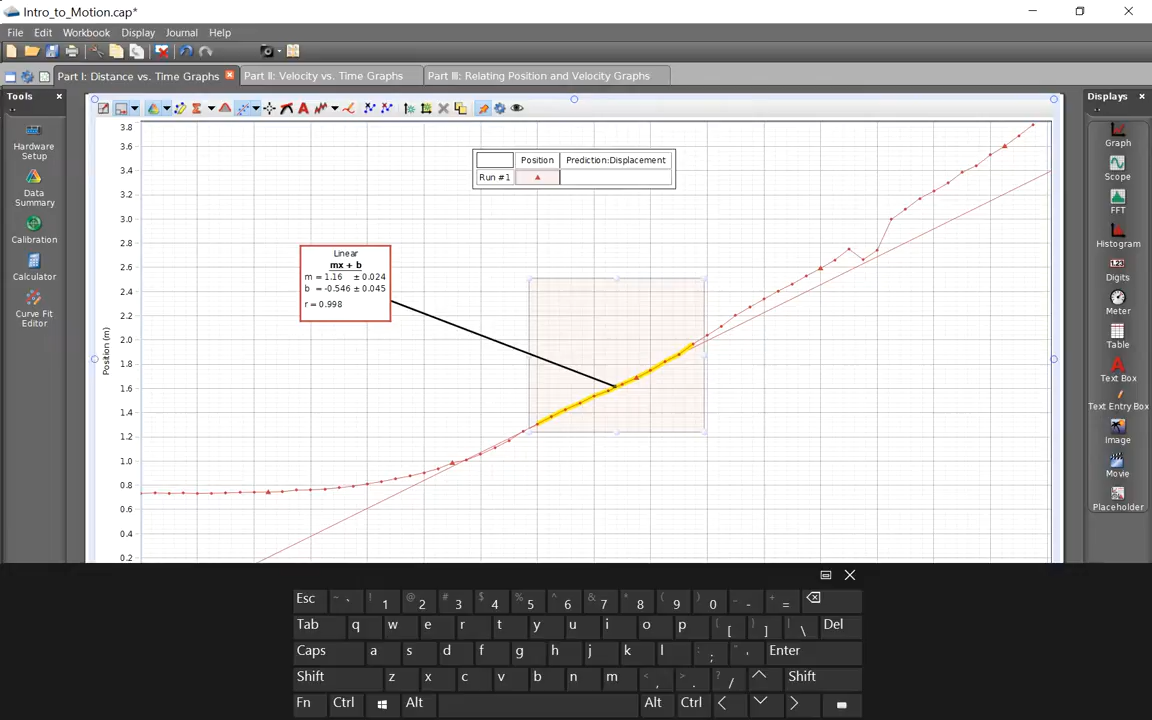 Intro_to_Motion.cap*
File Edit Workbook Display Journal Help
Part I: Distance vs. Time Graphs
Part II: Velocity vs. Time Graphs
Part III: Relating Position and Velocity Graphs
Tools
Hardware
Setup
Data
Summary
Calibration
Calculator
Curve Fit
Editor
3.8
3.6
3.4
3.2
3.0
2.8
2.6
2.4
2.2
2.0
1.8
1.6
1.4
1.2
1.0
0.8
0.6
0.4
0.2
Position (m)
Position Prediction:Displacement
Run #1
Linear
mx + b
m = 1.16 ± 0.024
b = -0.546 ± 0.045
r = 0.998
Displays
Graph
Scope
FFT
Histogram
1.23
Digits
Meter
Table
A
Text Box
Text Entry Box
Image
Movie
Placeholder
Esc ~ ` ! 1 @ 2 # 3 $ 4 % 5 ^ 6 & 7 * 8 ( 9 ) 0 _ - + =
Tab q w e r t y u i o p { [ } ] | \ Del
Caps a s d f g h j k l : ; " ' Enter
Shift z x c v b n m < , > . ? / Shift
Fn Ctrl Alt Alt Ctrl